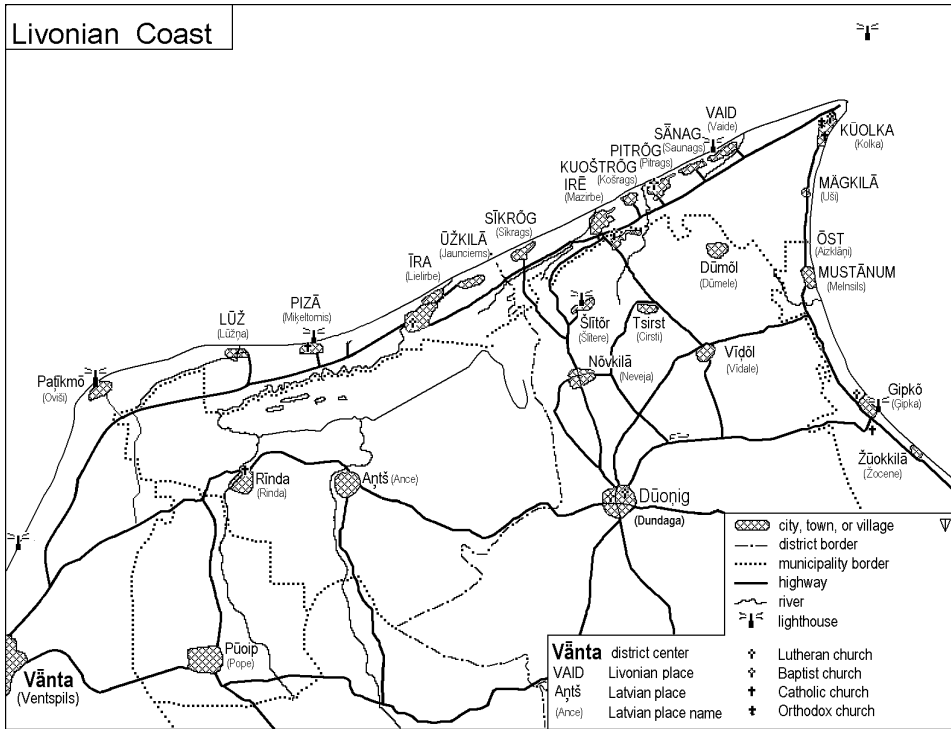 Livonian Coast
VAID
(Vaide)
SĀNAG
(Saunags)
PITRÕG
(Pitrags)
KUOŠTRÕG
(Košrags)
IRĒ
(Mazirbe)
SĪKRÕG
(Sīkrags)
ŪŽKILĀ
(Jaunciems)
ĪRA
(Lielirbe)
PIZĀ
(Miķeltornis)
LŪŽ
(Lūžņa)
Paţīkmō
(Oviši)
KŪOLKA
(Kolka)
MÄGKILĀ
(Uši)
ŌST
(Aizklāņi)
MUSTĀNUM
(Melnsils)
Dūmõl
(Dūmele)
Šlītõr
(Šlītere)
Tsirst
(Cirsti)
Nõvkilā
(Neveja)
Vīdõl
(Vīdale)
Gipkõ
(Ģipka)
Žūokkilā
(Žocene)
Rīnda
(Rinda)
Aņtš (Ance)
Dūoņig
(Dundaga)
Pūoip
(Pope)
Vānta
(Ventspils)
city, town, or village
district border
municipality border
highway
river
lighthouse
Lutheran church
Baptist church
Catholic church
Orthodox church
Vānta district center
VAID Livonian place
Aņtš Latvian place
(Ance) Latvian place name